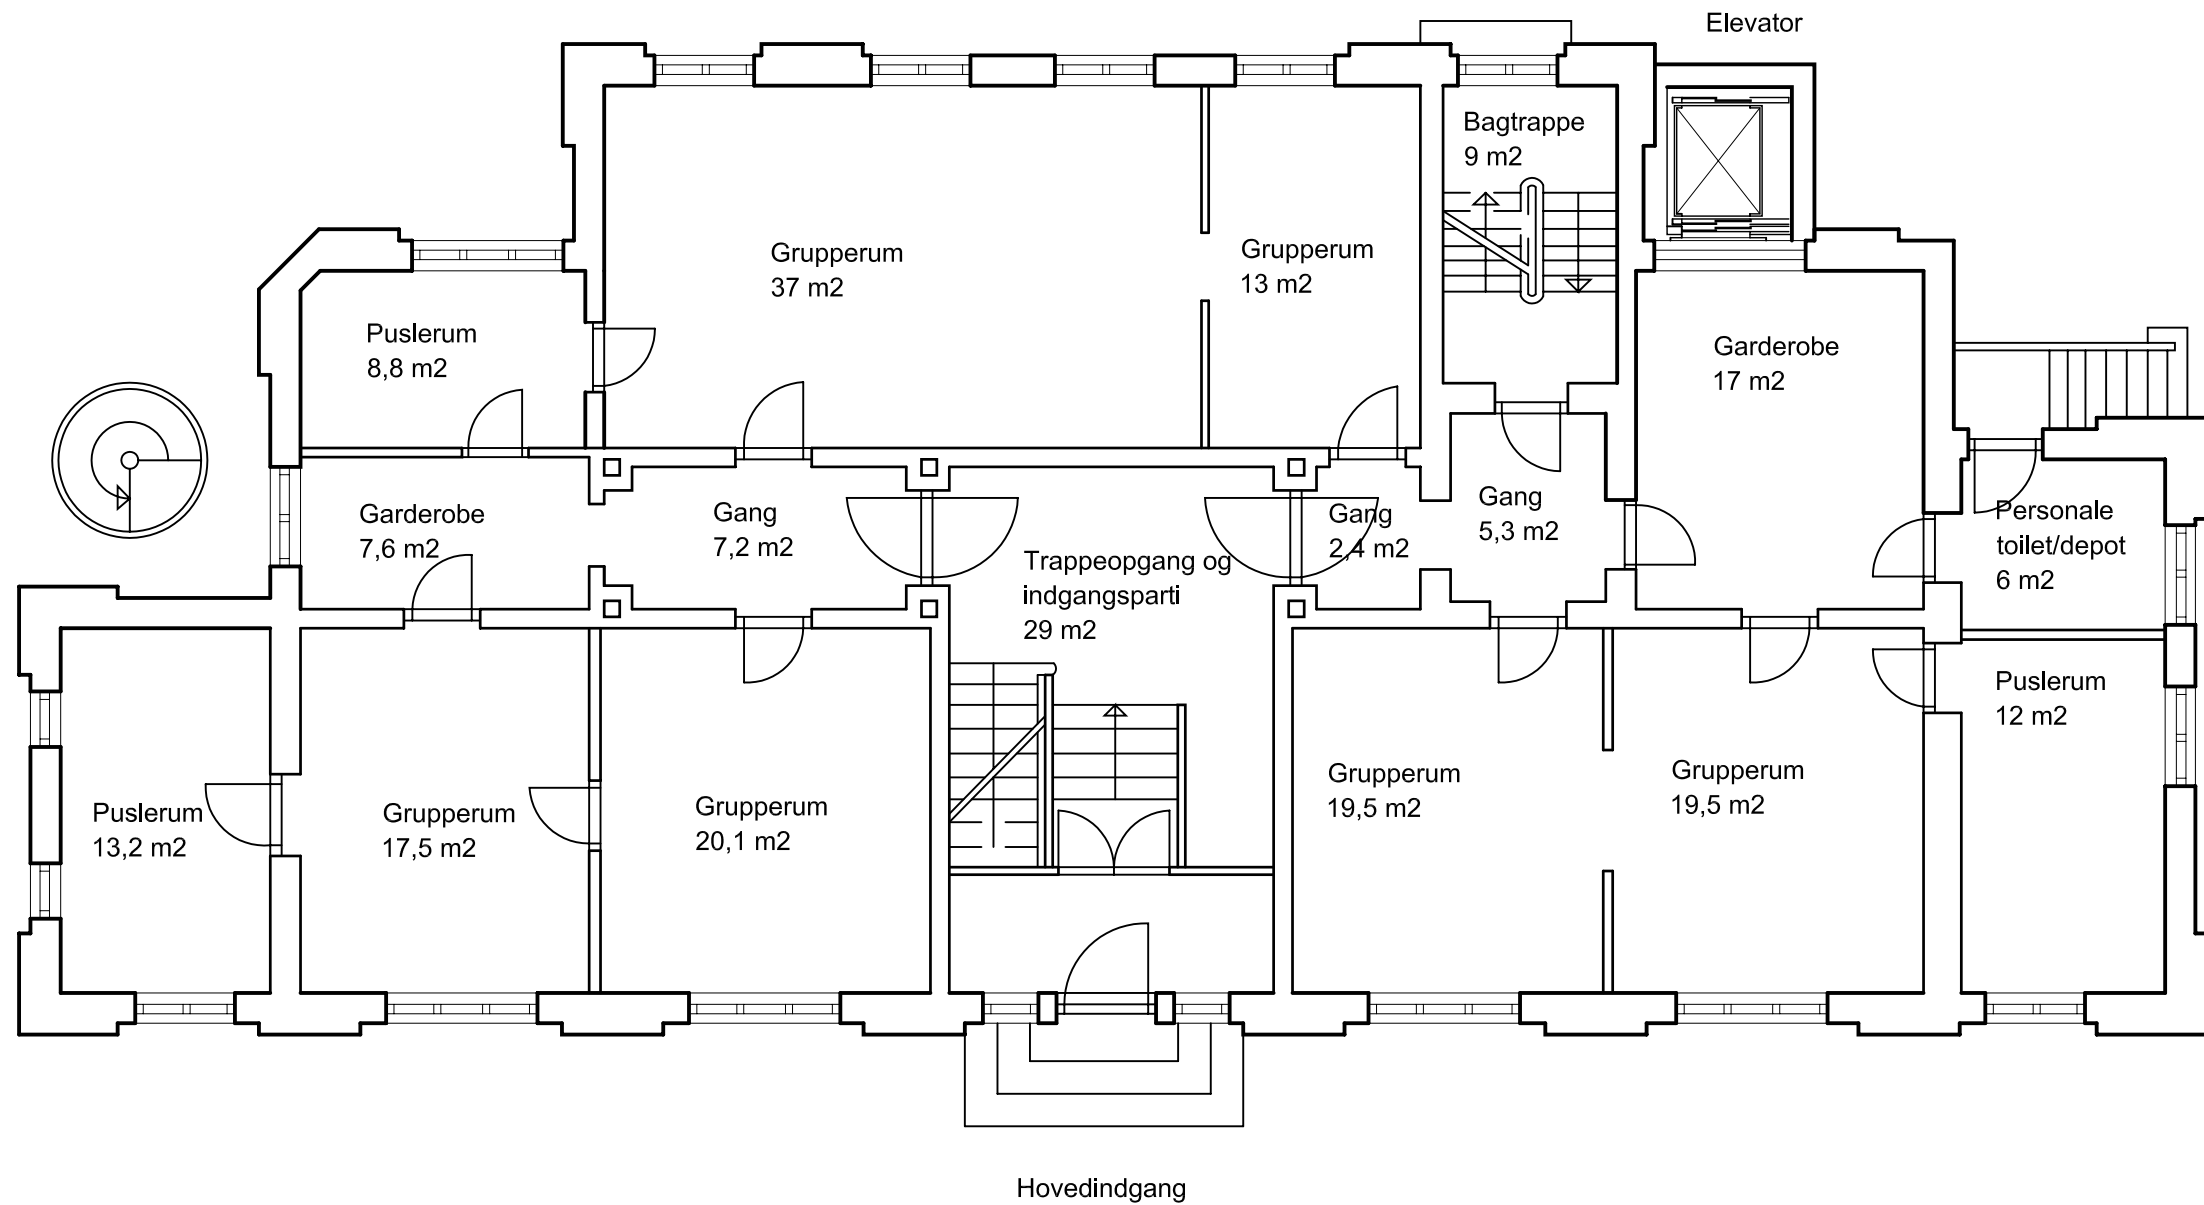 Elevator
Bagtrappe
9 m2
Grupperum
37 m2
Grupperum
13 m2
Puslerum
8,8 m2
Garderobe
17 m2
Garderobe
7,6 m2
Gang
7,2 m2
Trappeopgang og
indgangsparti
29 m2
Gang
2,4 m2
Gang
5,3 m2
Personale
toilet/depot
6 m2
Puslerum
12 m2
Puslerum
13,2 m2
Grupperum
17,5 m2
Grupperum
20,1 m2
Grupperum
19,5 m2
Grupperum
19,5 m2
Hovedindgang